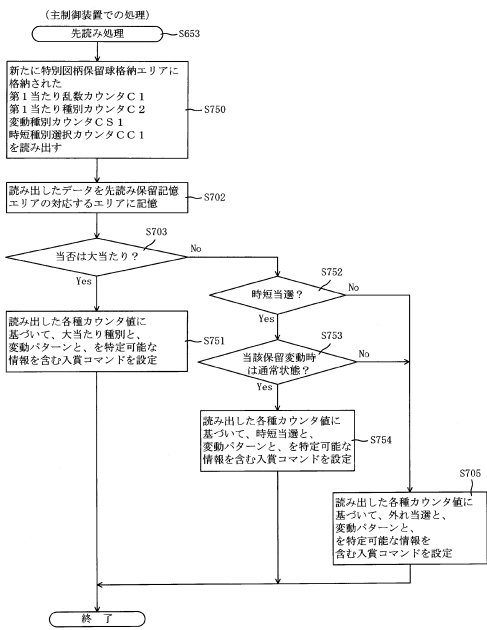 （主制御装置での処理）
先読み処理
S653
新たに特別図柄保留球格納エリアに
格納された
第１当たり乱数カウンタＣ１
第１当たり種別カウンタＣ２
変動種別カウンタＣＳ１
時短種別選択カウンタＣＣ１
を読み出す
S750
読み出したデータを先読み保留記憶
エリアの対応するエリアに記憶
S702
S703
当否は大当たり？
No
Yes
S752
時短当選？
No
Yes
読み出した各種カウンタ値に
基づいて、大当たり種別と、
変動パターンと、を特定可能な
情報を含む入賞コマンドを設定
S751
S753
当該保留変動時
は通常状態？
No
Yes
読み出した各種カウンタ値に
基づいて、時短当選と、
変動パターンと、を特定可能な
情報を含む入賞コマンドを設定
S754
S705
読み出した各種カウンタ値に
基づいて、外れ当選と、
変動パターンと、
を特定可能な情報を
含む入賞コマンドを設定
終　了